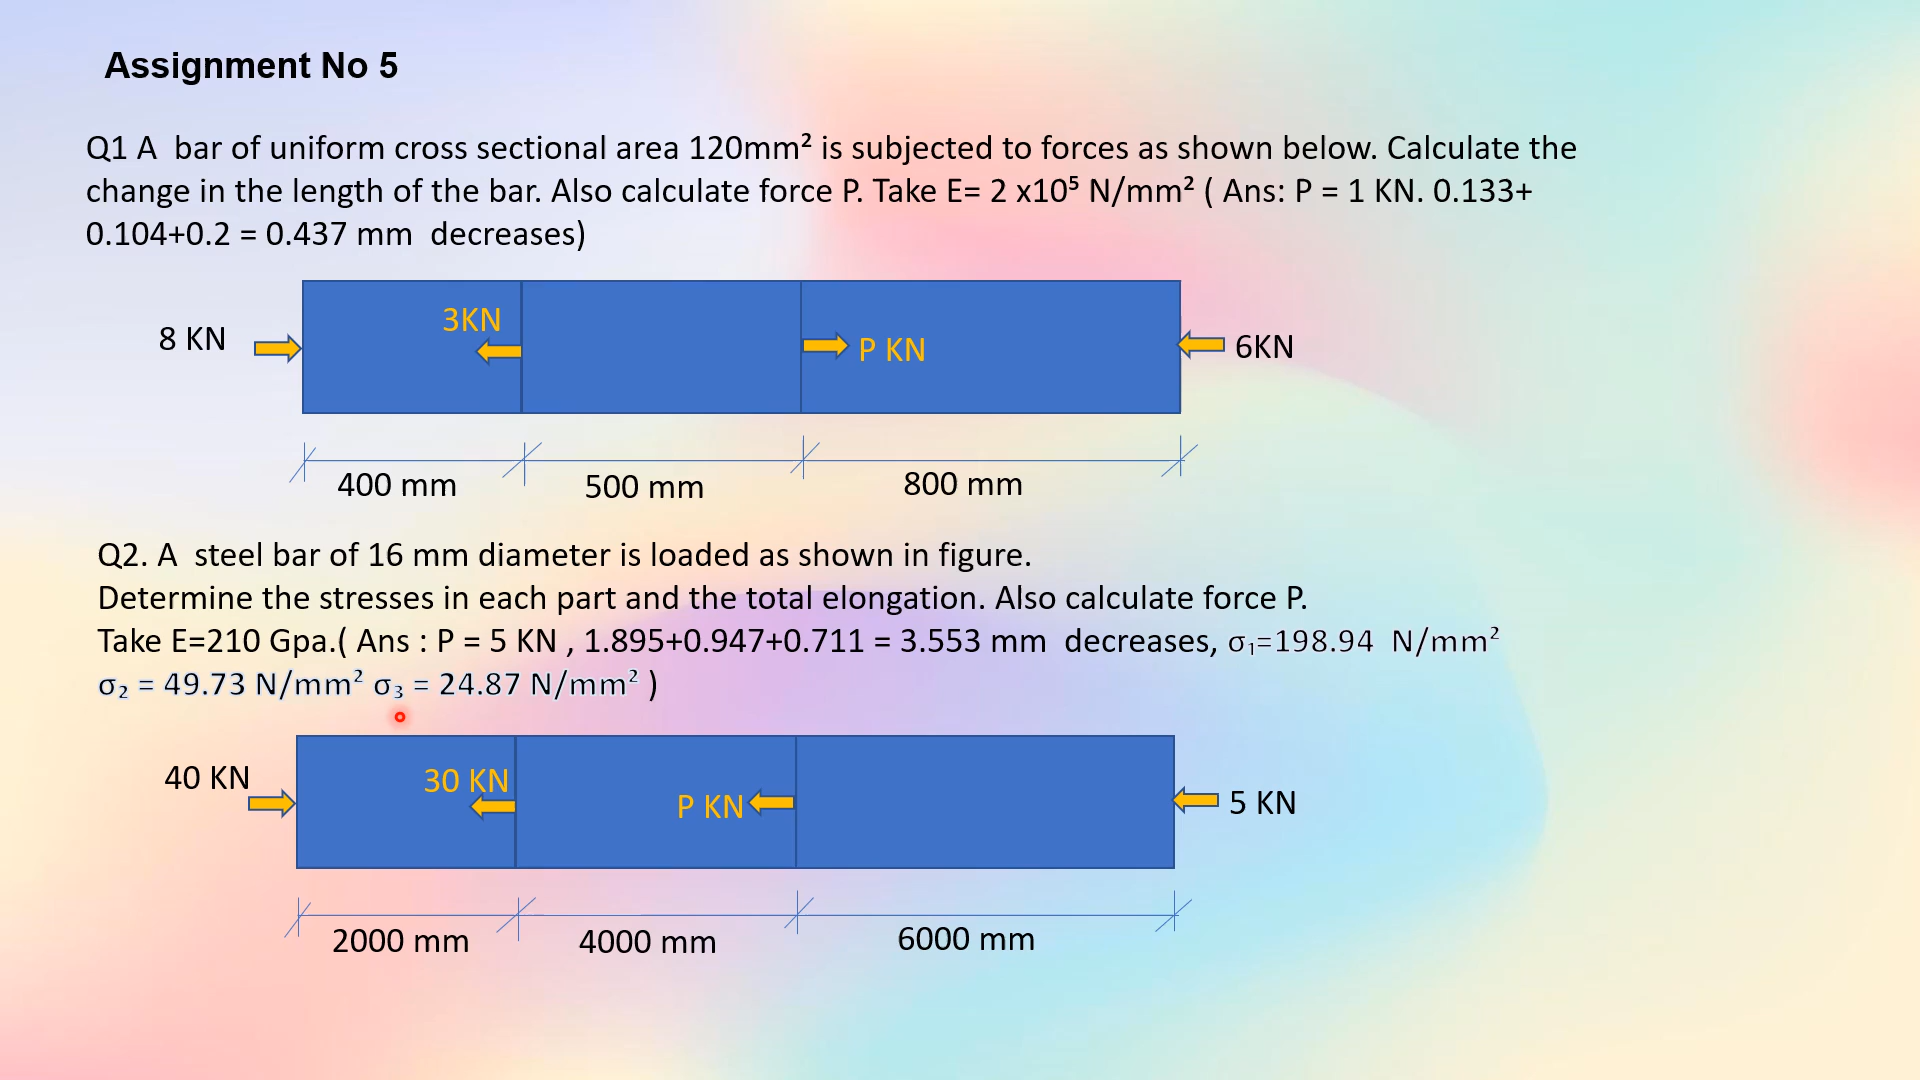 Assignment No 5
Q1 A  bar of uniform cross sectional area 120mm² is subjected to forces as shown below. Calculate the
change in the length of the bar. Also calculate force P. Take E= 2 x10⁵ N/mm² ( Ans: P = 1 KN. 0.133+
0.104+0.2 = 0.437 mm  decreases)
8 KN
3KN
P KN
6KN
400 mm
500 mm
800 mm
Q2. A  steel bar of 16 mm diameter is loaded as shown in figure.
Determine the stresses in each part and the total elongation. Also calculate force P.
Take E=210 Gpa.( Ans : P = 5 KN , 1.895+0.947+0.711 = 3.553 mm  decreases, σ₁=198.94  N/mm²
σ₂ = 49.73 N/mm² σ₃ = 24.87 N/mm² )
40 KN
30 KN
P KN
5 KN
2000 mm
4000 mm
6000 mm